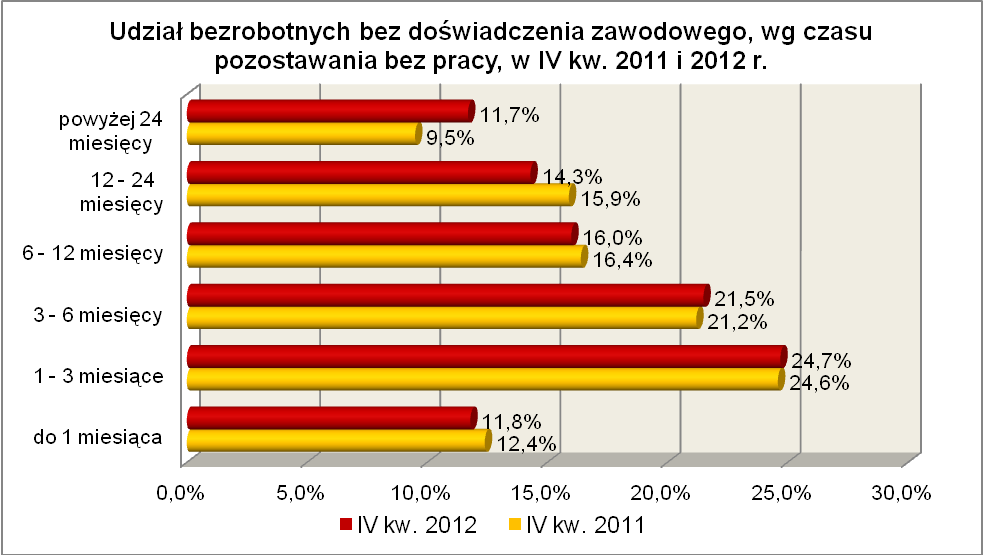 Udział bezrobotnych bez doświadczenia zawodowego, wg czasu
pozostawania bez pracy, w IV kw. 2011 i 2012 r.
powyżej 24
miesięcy
11,7%
9,5%
12 - 24
miesięcy
14,3%
15,9%
6 - 12 miesięcy
16,0%
16,4%
3 - 6 miesięcy
21,5%
21,2%
1 - 3 miesiące
24,7%
24,6%
do 1 miesiąca
11,8%
12,4%
0,0% 5,0% 10,0% 15,0% 20,0% 25,0% 30,0%
IV kw. 2012 IV kw. 2011